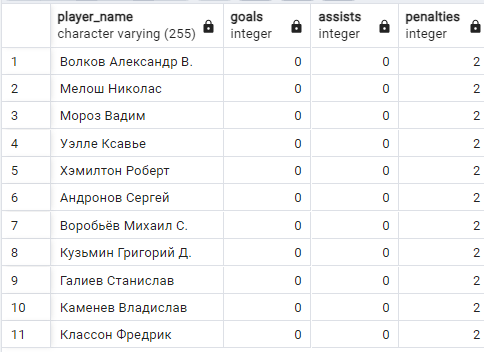 player_name goals assists penalties
character varying (255) integer integer integer
1 Волков Александр В. 0 0 2
2 Мелош Николас 0 0 2
3 Мороз Вадим 0 0 2
4 Уэлле Ксавье 0 0 2
5 Хэмилтон Роберт 0 0 2
6 Андронов Сергей 0 0 2
7 Воробьёв Михаил С. 0 0 2
8 Кузьмин Григорий Д. 0 0 2
9 Галиев Станислав 0 0 2
10 Каменев Владислав 0 0 2
11 Классон Фредрик 0 0 2